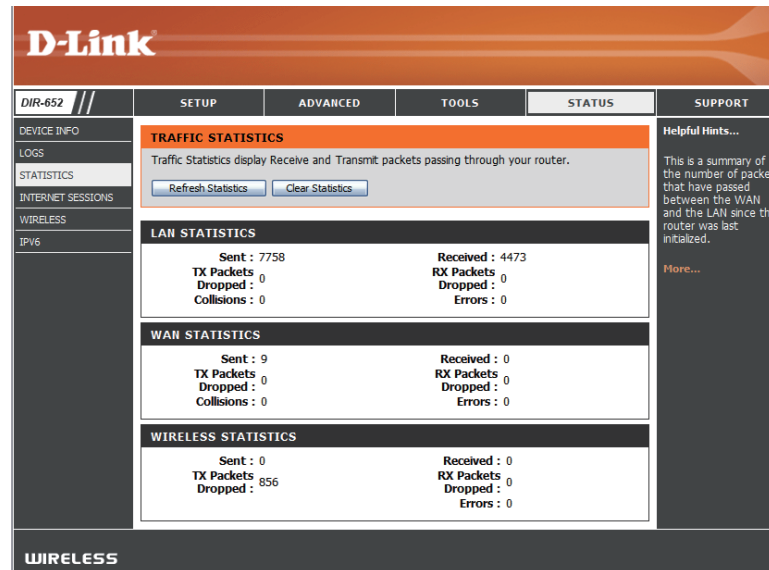 D-Link
DIR-652
SETUP ADVANCED TOOLS STATUS SUPPORT
DEVICE INFO
LOGS
STATISTICS
INTERNET SESSIONS
WIRELESS
IPV6
TRAFFIC STATISTICS
Traffic Statistics display Receive and Transmit packets passing through your router.
Refresh Statistics Clear Statistics
LAN STATISTICS
Sent : 7758 Received : 4473
TX Packets Dropped : 0 RX Packets Dropped : 0
Collisions : 0 Errors : 0
WAN STATISTICS
Sent : 9 Received : 0
TX Packets Dropped : 0 RX Packets Dropped : 0
Collisions : 0 Errors : 0
WIRELESS STATISTICS
Sent : 0 Received : 0
TX Packets Dropped : 856 RX Packets Dropped : 0
Errors : 0
Helpful Hints...
This is a summary of
the number of packe
that have passed
between the WAN
and the LAN since th
router was last
initialized.
More...
WIRELESS